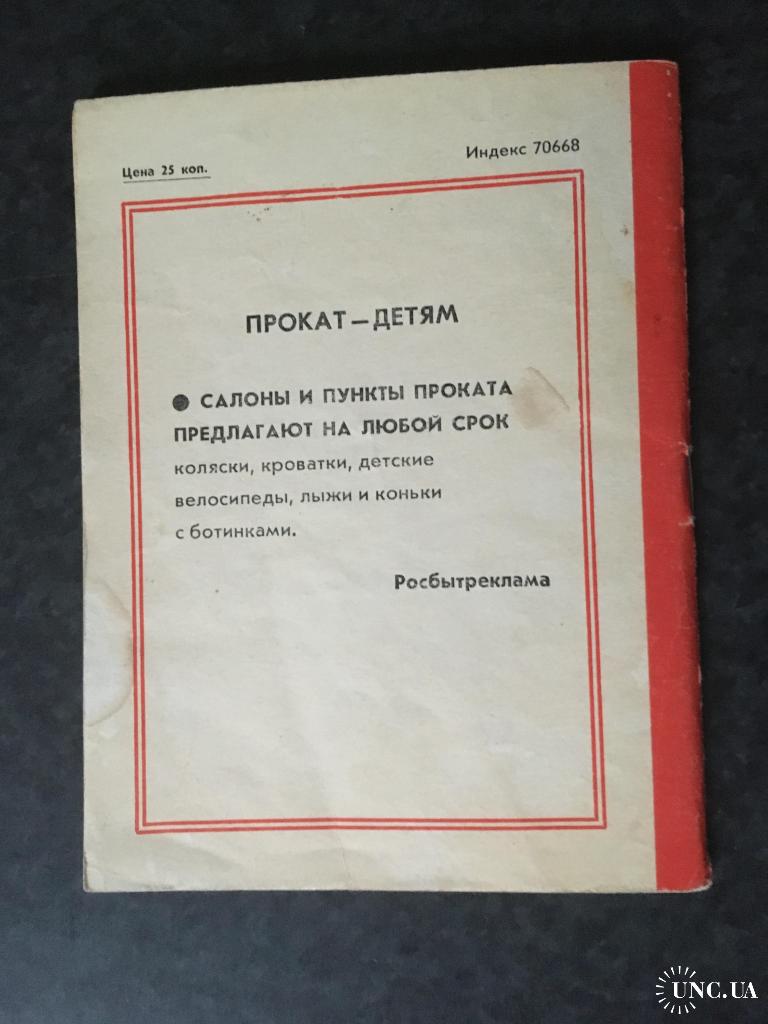 Цена 25 коп.
Индекс 70668
ПРОКАТ — ДЕТЯМ
● САЛОНЫ И ПУНКТЫ ПРОКАТА
ПРЕДЛАГАЮТ НА ЛЮБОЙ СРОК
коляски, кроватки, детские
велосипеды, лыжи и коньки
с ботинками.
Росбытреклама
UNC.UA